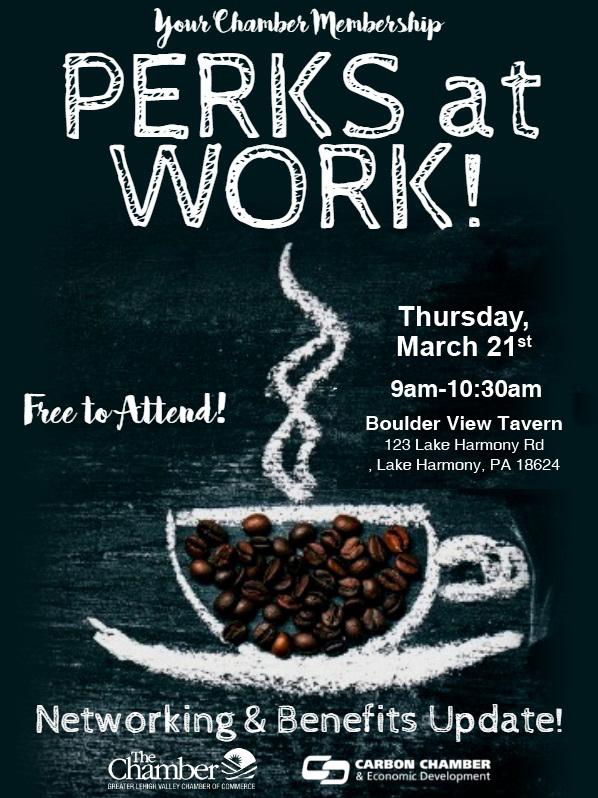 Your Chamber Membership
PERKS at
WORK!
Thursday,
March 21st
9am-10:30am
Free to Attend!
Boulder View Tavern
123 Lake Harmony Rd
, Lake Harmony, PA 18624
Networking & Benefits Update!
The
Chamber
GREATER LEHIGH VALLEY CHAMBER OF COMMERCE
CARBON CHAMBER
& Economic Development